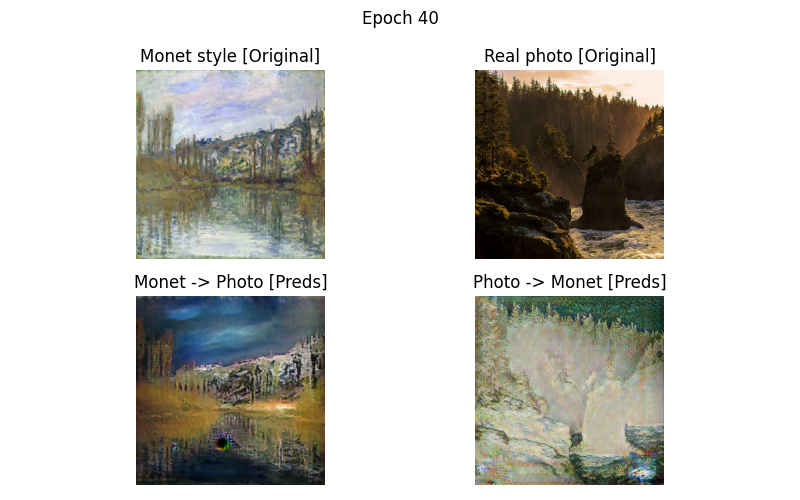 Epoch 40
Monet style [Original]
Real photo [Original]
Monet -> Photo [Preds]
Photo -> Monet [Preds]